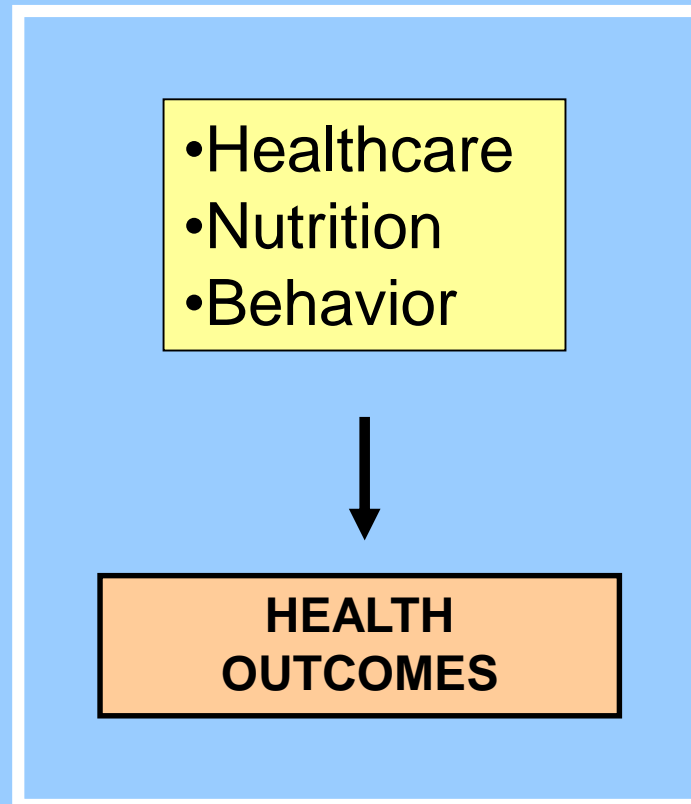 •Healthcare
•Nutrition
•Behavior
HEALTH
OUTCOMES